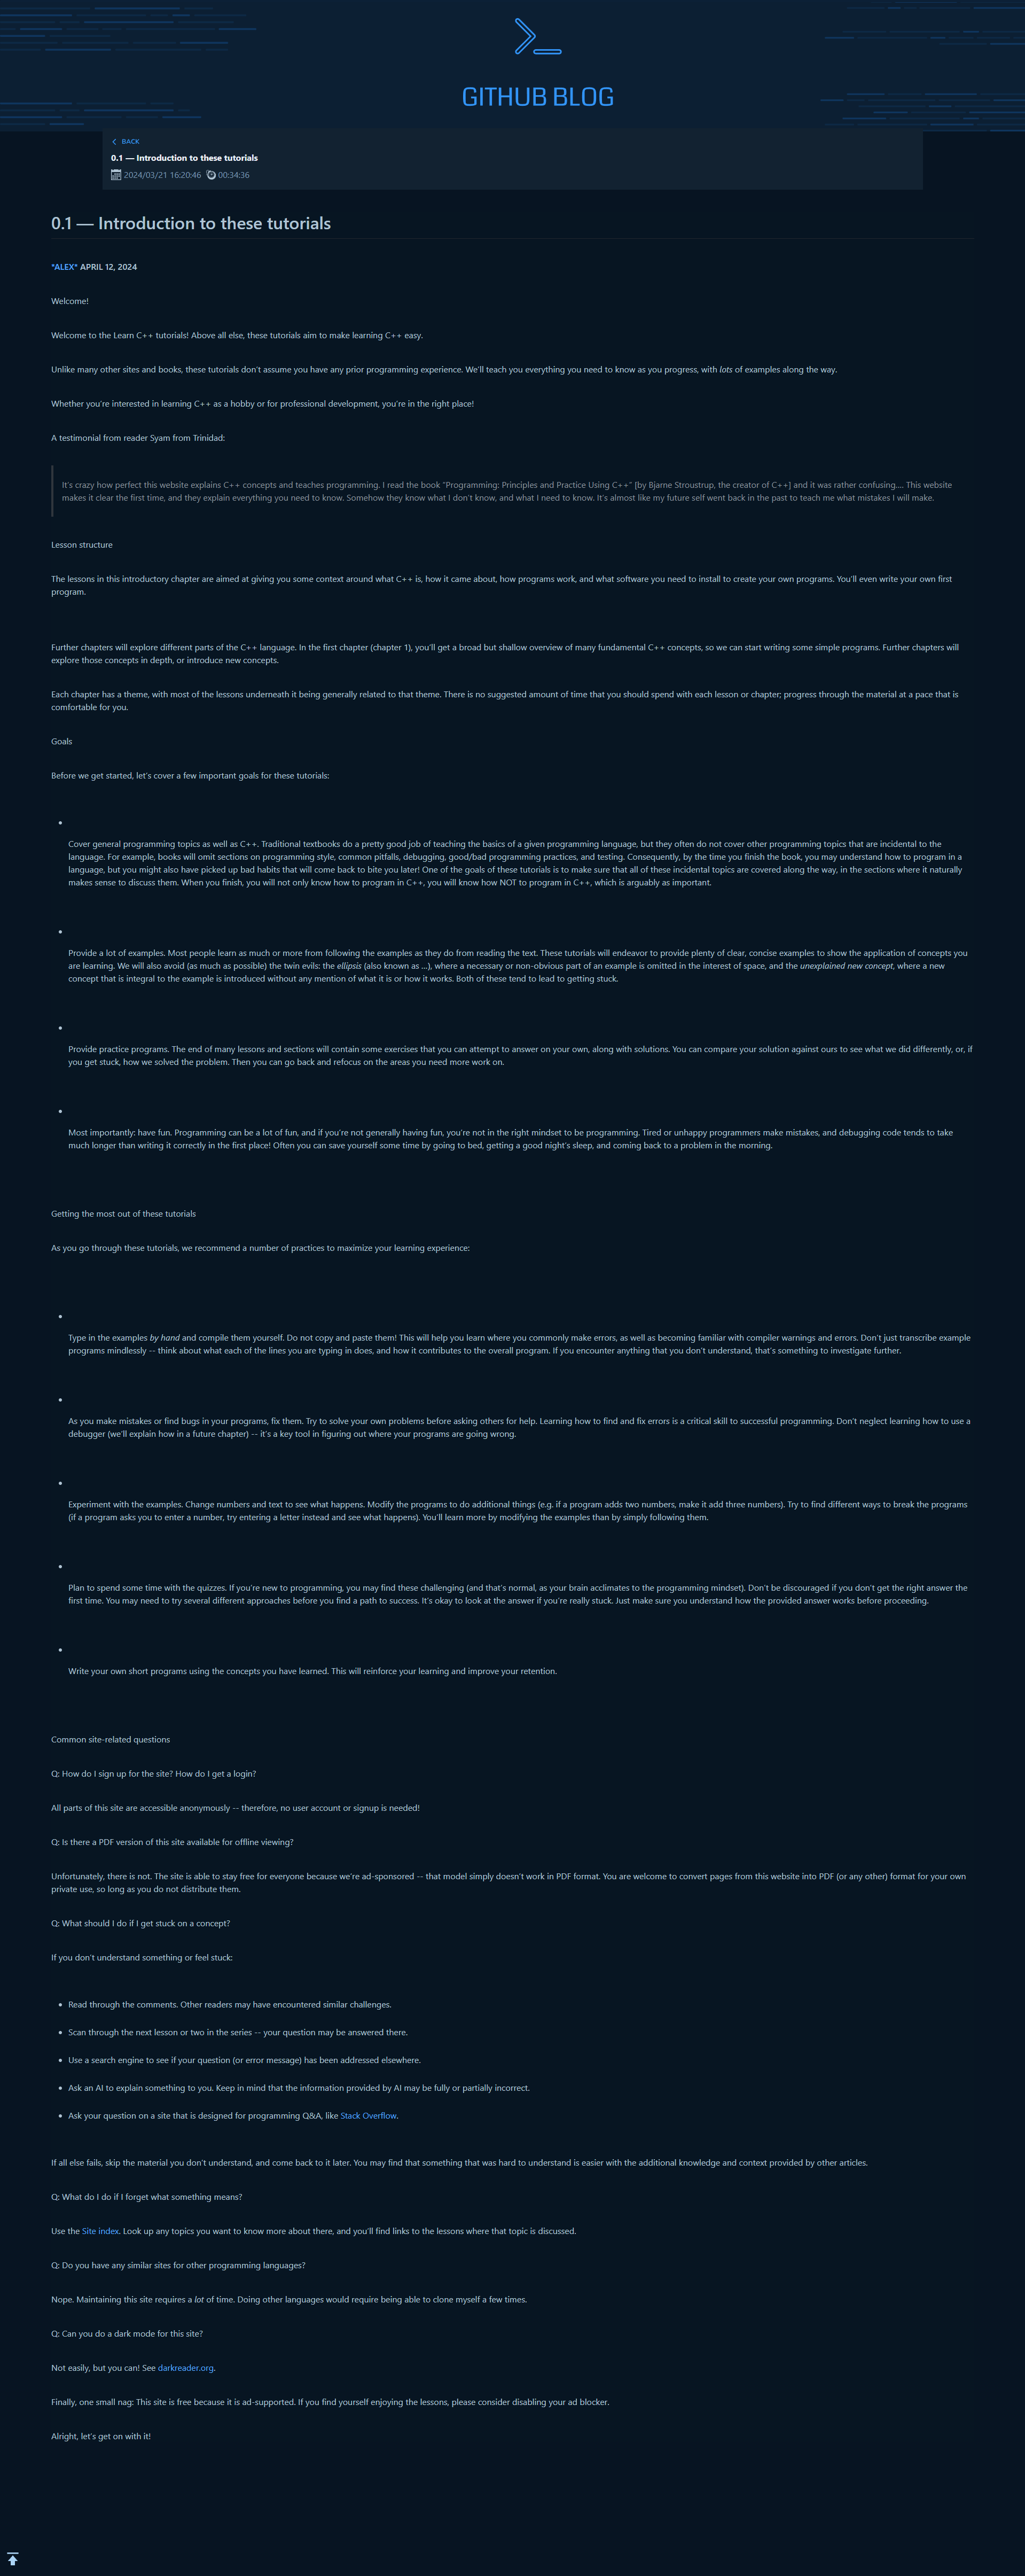 GITHUB BLOG
BACK
0.1 — Introduction to these tutorials
2024/03/21 16:20:46 00:34:36
0.1 — Introduction to these tutorials
*ALEX* APRIL 12, 2024
Welcome!
Welcome to the Learn C++ tutorials! Above all else, these tutorials aim to make learning C++ easy.
Unlike many other sites and books, these tutorials don't assume you have any prior programming experience. We'll teach you everything you need to know as you progress, with lots of examples along the way.
Whether you're interested in learning C++ as a hobby or for professional development, you're in the right place!
A testimonial from reader Syam from Trinidad:
It's crazy how perfect this website explains C++ concepts and teaches programming. I read the book "Programming: Principles and Practice Using C++" [by Bjarne Stroustrup, the creator of C++] and it was rather confusing.... This website
makes it clear the first time, and they explain everything you need to know. Somehow they know what I don't know, and what I need to know. It's almost like my future self went back in the past to teach me what mistakes I will make.
Lesson structure
The lessons in this introductory chapter are aimed at giving you some context around what C++ is, how it came about, how programs work, and what software you need to install to create your own programs. You'll even write your own first
program.
Further chapters will explore different parts of the C++ language. In the first chapter (chapter 1), you'll get a broad but shallow overview of many fundamental C++ concepts, so we can start writing some simple programs. Further chapters will
explore those concepts in depth, or introduce new concepts.
Each chapter has a theme, with most of the lessons underneath it being generally related to that theme. There is no suggested amount of time that you should spend with each lesson or chapter; progress through the material at a pace that is
comfortable for you.
Goals
Before we get started, let's cover a few important goals for these tutorials:
Cover general programming topics as well as C++. Traditional textbooks do a pretty good job of teaching the basics of a given programming language, but they often do not cover other programming topics that are incidental to the
language. For example, books will omit sections on programming style, common pitfalls, debugging, good/bad programming practices, and testing. Consequently, by the time you finish the book, you may understand how to program in a
language, but you might also have picked up bad habits that will come back to bite you later! One of the goals of these tutorials is to make sure that all of these incidental topics are covered along the way, in the sections where it naturally
makes sense to discuss them. When you finish, you will not only know how to program in C++, you will know how NOT to program in C++, which is arguably as important.
Provide a lot of examples. Most people learn as much or more from following the examples as they do from reading the text. These tutorials will endeavor to provide plenty of clear, concise examples to show the application of concepts you
are learning. We will also avoid (as much as possible) the twin evils: the ellipsis (also known as ...), where a necessary or non-obvious part of an example is omitted in the interest of space, and the unexplained new concept, where a new
concept that is integral to the example is introduced without any mention of what it is or how it works. Both of these tend to lead to getting stuck.
Provide practice programs. The end of many lessons and sections will contain some exercises that you can attempt to answer on your own, along with solutions. You can compare your solution against ours to see what we did differently, or, if
you get stuck, how we solved the problem. Then you can go back and refocus on the areas you need more work on.
Most importantly: have fun. Programming can be a lot of fun, and if you're not generally having fun, you're not in the right mindset to be programming. Tired or unhappy programmers make mistakes, and debugging code tends to take
much longer than writing it correctly in the first place! Often you can save yourself some time by going to bed, getting a good night's sleep, and coming back to a problem in the morning.
Getting the most out of these tutorials
As you go through these tutorials, we recommend a number of practices to maximize your learning experience:
Type in the examples by hand and compile them yourself. Do not copy and paste them! This will help you learn where you commonly make errors, as well as becoming familiar with compiler warnings and errors. Don't just transcribe example
programs mindlessly -- think about what each of the lines you are typing in does, and how it contributes to the overall program. If you encounter anything that you don't understand, that's something to investigate further.
As you make mistakes or find bugs in your programs, fix them. Try to solve your own problems before asking others for help. Learning how to find and fix errors is a critical skill to successful programming. Don't neglect learning how to use a
debugger (we'll explain how in a future chapter) -- it's a key tool in figuring out where your programs are going wrong.
Experiment with the examples. Change numbers and text to see what happens. Modify the programs to do additional things (e.g. if a program adds two numbers, make it add three numbers). Try to find different ways to break the programs
(if a program asks you to enter a number, try entering a letter instead and see what happens). You'll learn more by modifying the examples than by simply following them.
Plan to spend some time with the quizzes. If you're new to programming, you may find these challenging (and that's normal, as your brain acclimates to the programming mindset). Don't be discouraged if you don't get the right answer the
first time. You may need to try several different approaches before you find a path to success. It's okay to look at the answer if you're really stuck. Just make sure you understand how the provided answer works before proceeding.
Write your own short programs using the concepts you have learned. This will reinforce your learning and improve your retention.
Common site-related questions
Q: How do I sign up for the site? How do I get a login?
All parts of this site are accessible anonymously -- therefore, no user account or signup is needed!
Q: Is there a PDF version of this site available for offline viewing?
Unfortunately, there is not. The site is able to stay free for everyone because we're ad-sponsored -- that model simply doesn't work in PDF format. You are welcome to convert pages from this website into PDF (or any other) format for your own
private use, so long as you do not distribute them.
Q: What should I do if I get stuck on a concept?
If you don't understand something or feel stuck:
Read through the comments. Other readers may have encountered similar challenges.
Scan through the next lesson or two in the series -- your question may be answered there.
Use a search engine to see if your question (or error message) has been addressed elsewhere.
Ask an AI to explain something to you. Keep in mind that the information provided by AI may be fully or partially incorrect.
Ask your question on a site that is designed for programming Q&A, like Stack Overflow.
If all else fails, skip the material you don't understand, and come back to it later. You may find that something that was hard to understand is easier with the additional knowledge and context provided by other articles.
Q: What do I do if I forget what something means?
Use the Site index. Look up any topics you want to know more about there, and you'll find links to the lessons where that topic is discussed.
Q: Do you have any similar sites for other programming languages?
Nope. Maintaining this site requires a lot of time. Doing other languages would require being able to clone myself a few times.
Q: Can you do a dark mode for this site?
Not easily, but you can! See darkreader.org.
Finally, one small nag: This site is free because it is ad-supported. If you find yourself enjoying the lessons, please consider disabling your ad blocker.
Alright, let's get on with it!